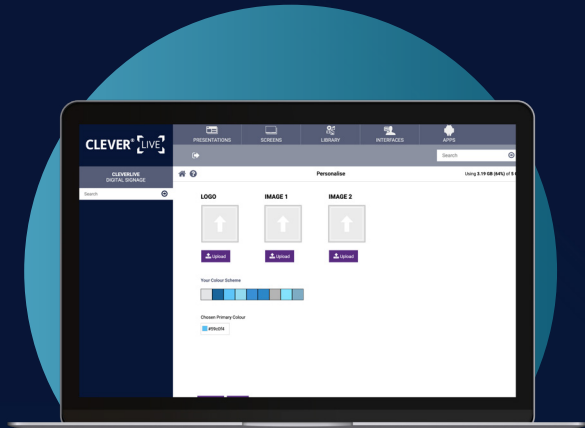 CLEVER® [LIVE]
PRESENTATIONS
SCREENS
LIBRARY
INTERFACES
APPS
Search
CLEVERLIVE
DIGITAL SIGNAGE
Search
Personalise
Using 3.19 GB (64%) of 5
LOGO
IMAGE 1
IMAGE 2
Upload
Upload
Upload
Your Colour Scheme
Chosen Primary Colour